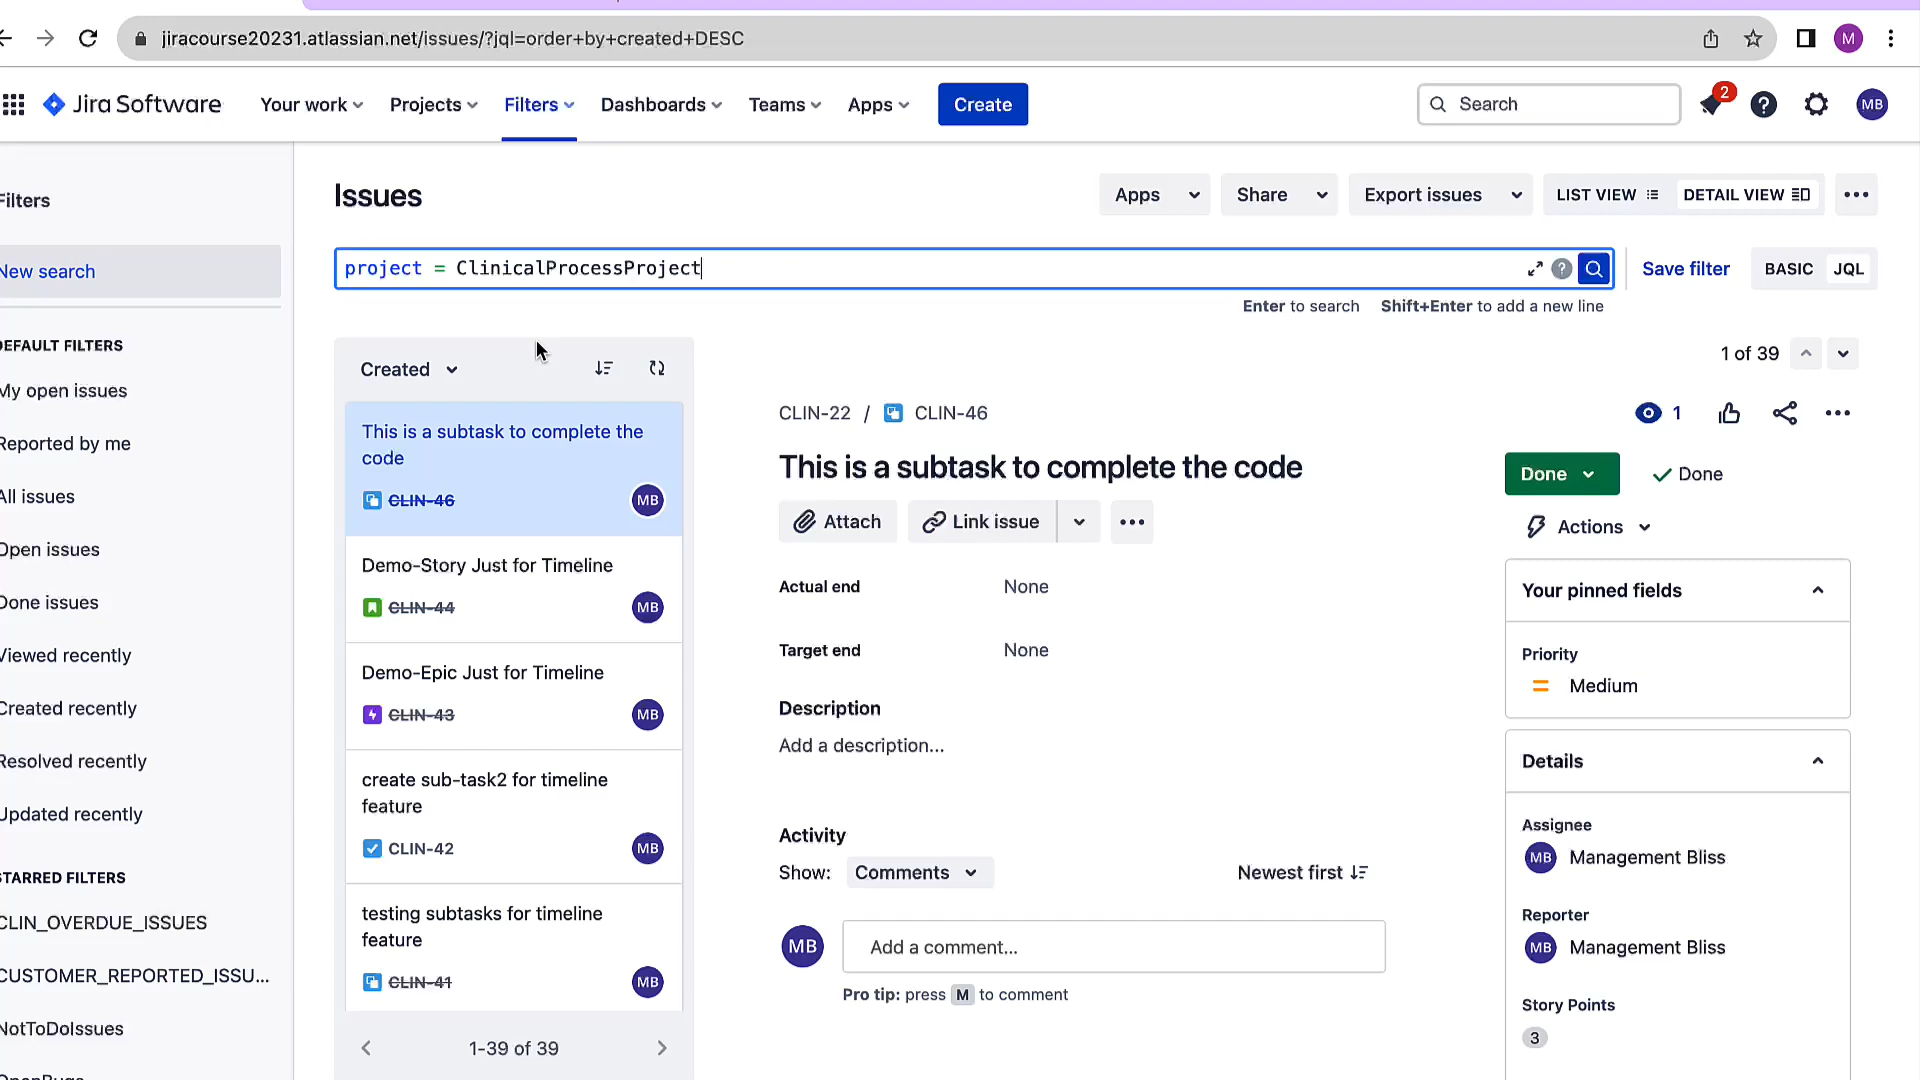 jiracourse20231.atlassian.net/issues/?jql=order+by+created+DESC
M
Jira Software
Your work
Projects
Filters
Dashboards
Teams
Apps
Create
Search
2
MB
Filters
New search
DEFAULT FILTERS
My open issues
Reported by me
All issues
Open issues
Done issues
Viewed recently
Created recently
Resolved recently
Updated recently
STARRED FILTERS
CLIN_OVERDUE_ISSUES
CUSTOMER_REPORTED_ISSU...
NotToDoIssues
OpenBugs
Issues
Apps
Share
Export issues
LIST VIEW
DETAIL VIEW
project = ClinicalProcessProject
Save filter
BASIC
JQL
Enter to search Shift+Enter to add a new line
Created
This is a subtask to complete the
code
CLIN-46
MB
Demo-Story Just for Timeline
CLIN-44
MB
Demo-Epic Just for Timeline
CLIN-43
MB
create sub-task2 for timeline
feature
CLIN-42
MB
testing subtasks for timeline
feature
CLIN-41
MB
1-39 of 39
1 of 39
CLIN-22 / CLIN-46
1
This is a subtask to complete the code
Attach
Link issue
Actual end
None
Target end
None
Description
Add a description...
Activity
Show:
Comments
Newest first
MB
Add a comment...
Pro tip: press M to comment
Done
Done
Actions
Your pinned fields
Priority
Medium
Details
Assignee
MB
Management Bliss
Reporter
MB
Management Bliss
Story Points
3